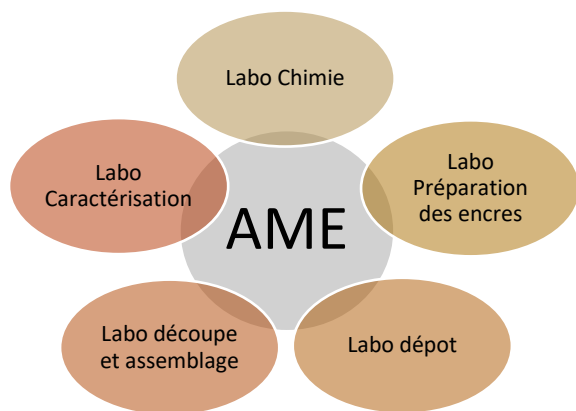 Labo Chimie
Labo
Caractérisation
Labo
Préparation
des encres
AME
Labo découpe
et assemblage
Labo dépot